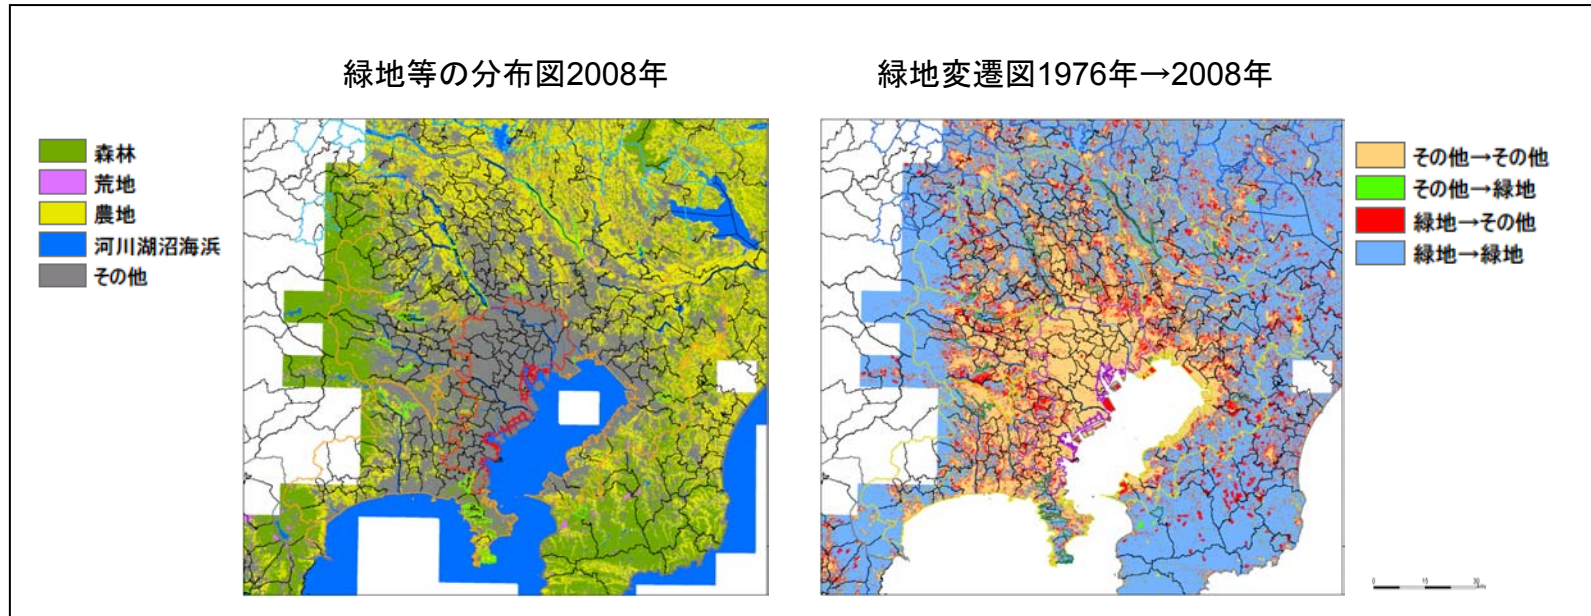 緑地等の分布図2008年
緑地変遷図1976年→2008年
森林
荒地
農地
河川湖沼海浜
その他
その他→その他
その他→緑地
緑地→その他
緑地→緑地
0 15 30